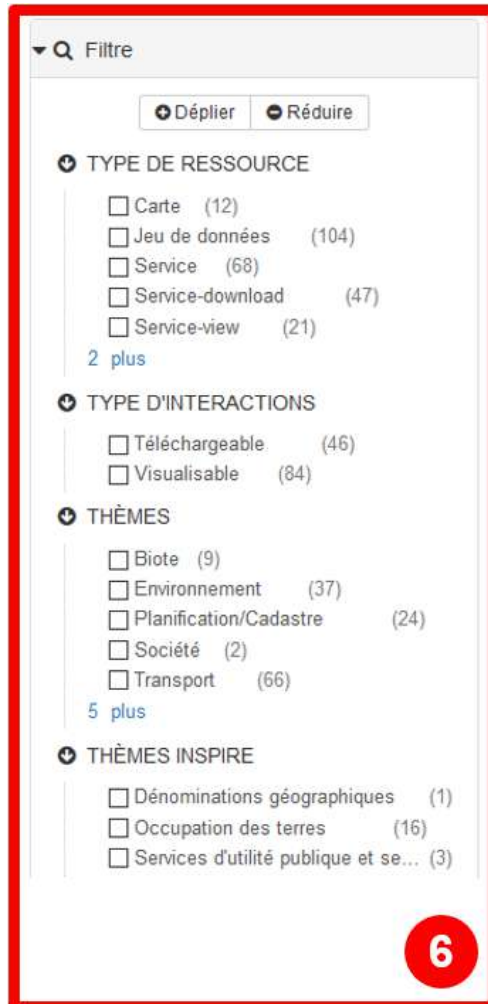 Filtre
Déplier Réduire
TYPE DE RESSOURCE
Carte (12)
Jeu de données (104)
Service (68)
Service-download (47)
Service-view (21)
2 plus
TYPE D'INTERACTIONS
Téléchargeable (46)
Visualisable (84)
THÈMES
Biote (9)
Environnement (37)
Planification/Cadastre (24)
Société (2)
Transport (66)
5 plus
THÈMES INSPIRE
Dénominations géographiques (1)
Occupation des terres (16)
Services d'utilité publique et se... (3)
6